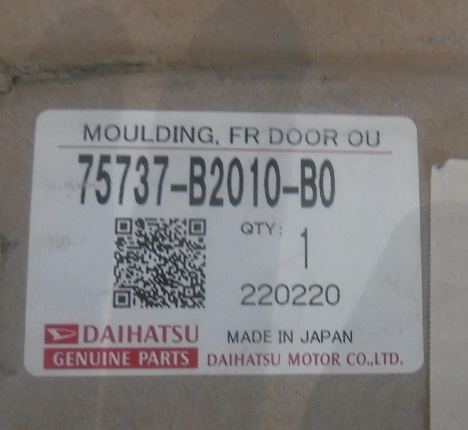 MOULDING, FR DOOR OU
75737-B2010-B0
QTY: 1
220220
DAIHATSU
MADE IN JAPAN
GENUINE PARTS
DAIHATSU MOTOR CO.,LTD.